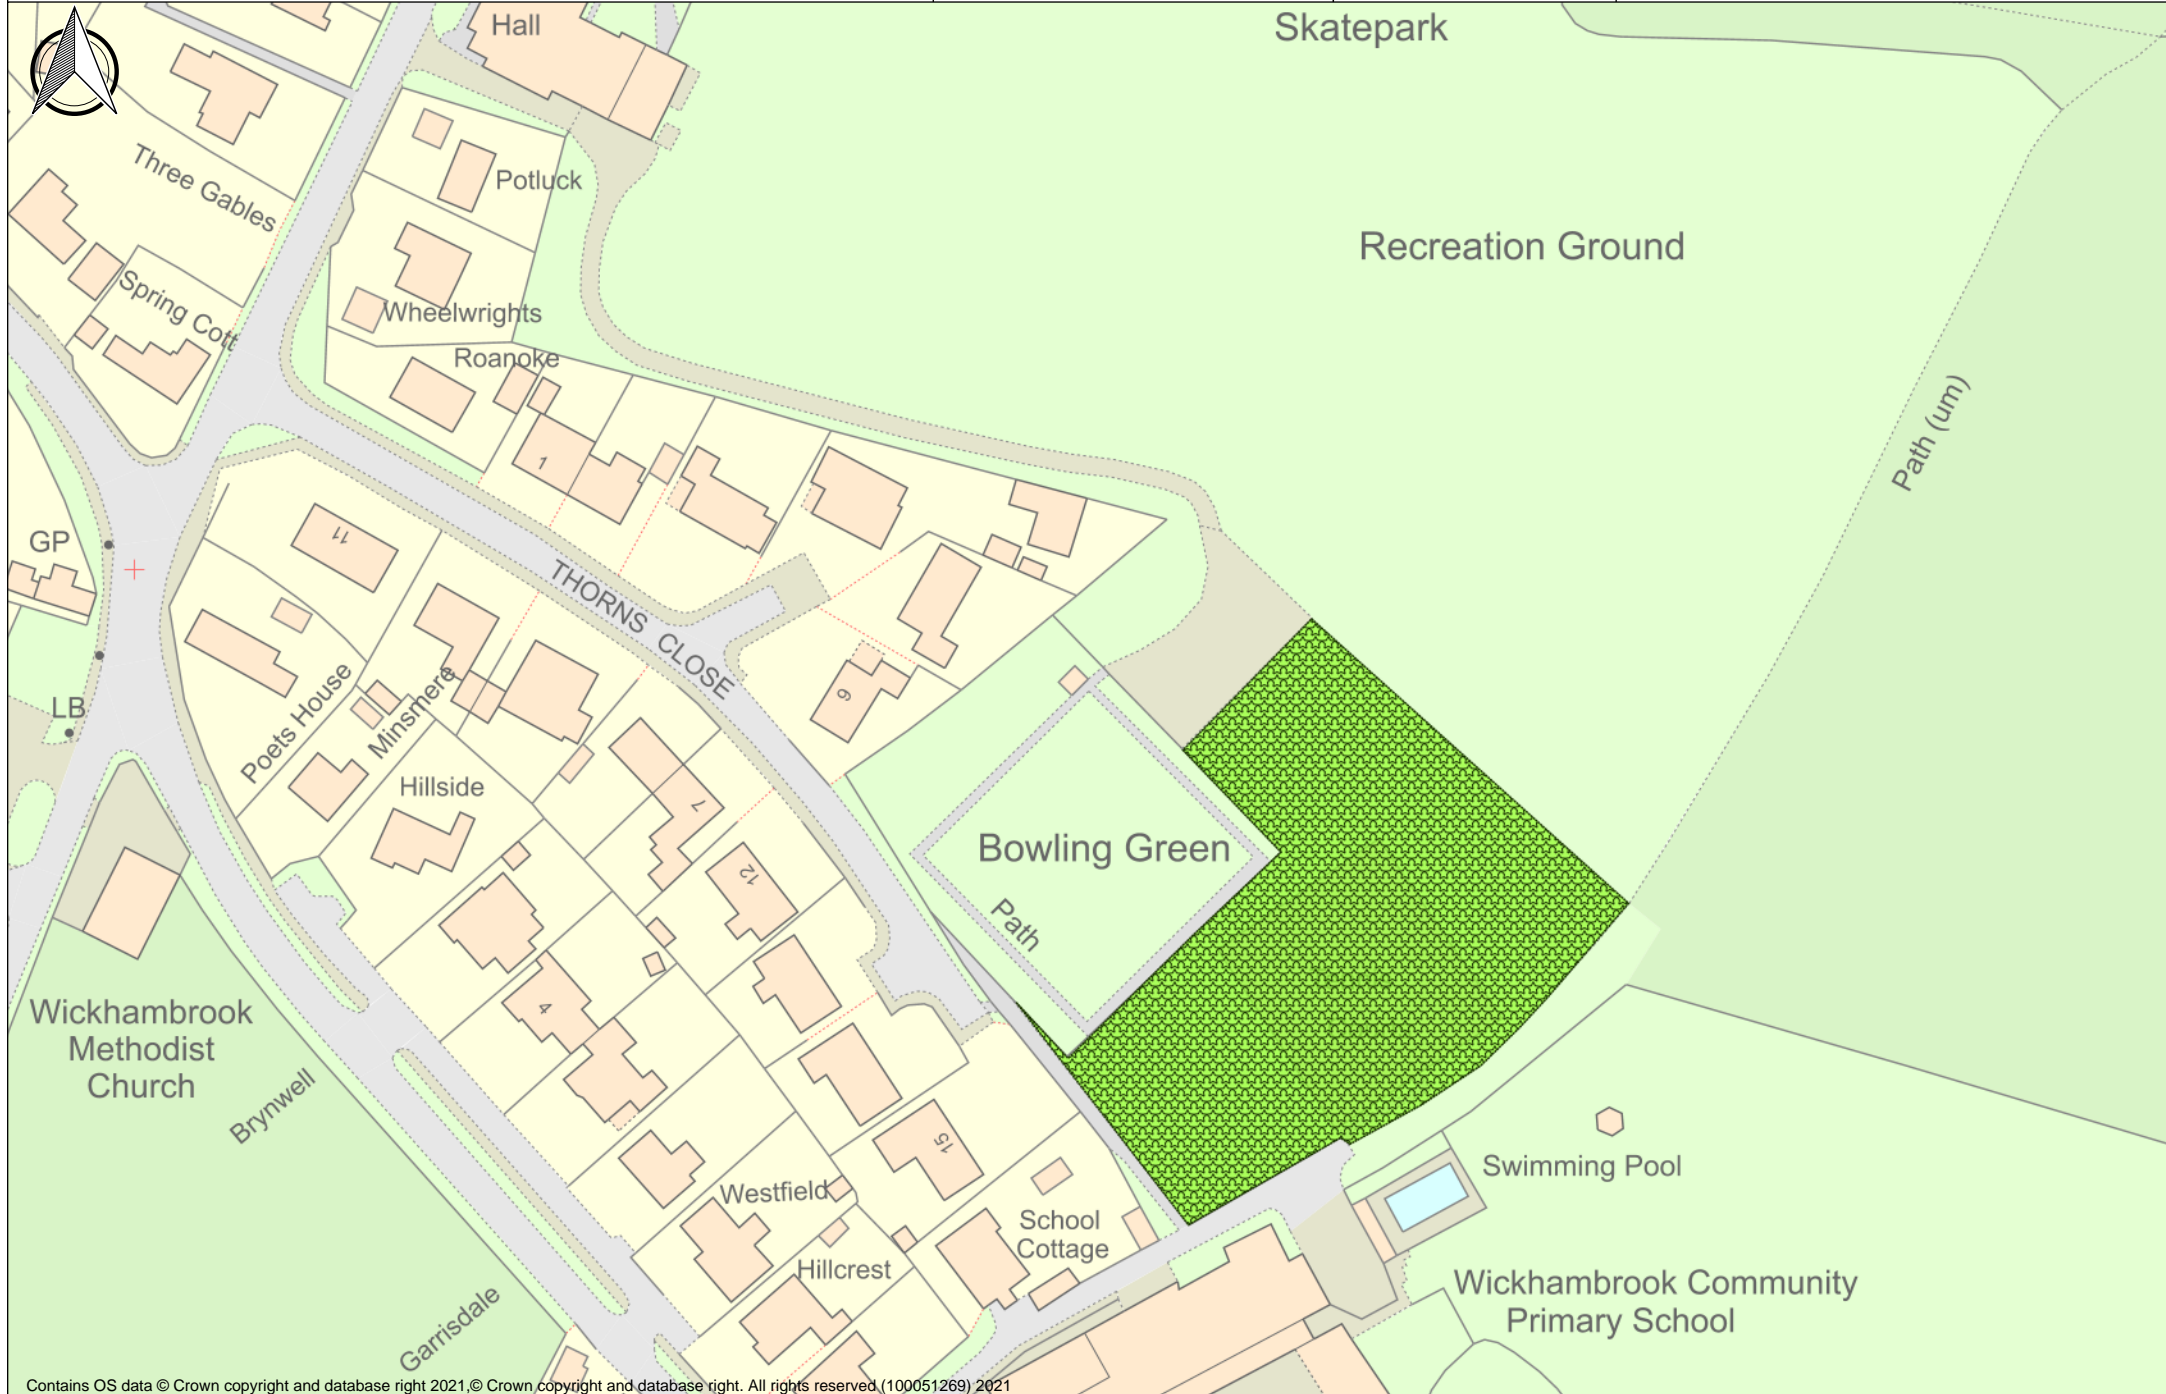 Hall
Skatepark
Three Gables
Potluck
Recreation Ground
Spring Cott
Wheelwrights
Roanoke
Path (um)
1
11
GP
THORNS CLOSE
9
LB
Poets House
Minsmere
Hillside
7
Bowling Green
12
Path
4
Wickhambrook
Methodist
Church
Brynwell
15
Swimming Pool
Westfield
School
Cottage
Hillcrest
Wickhambrook Community
Primary School
Garrisdale
Contains OS data © Crown copyright and database right 2021,© Crown copyright and database right. All rights reserved (100051269) 2021